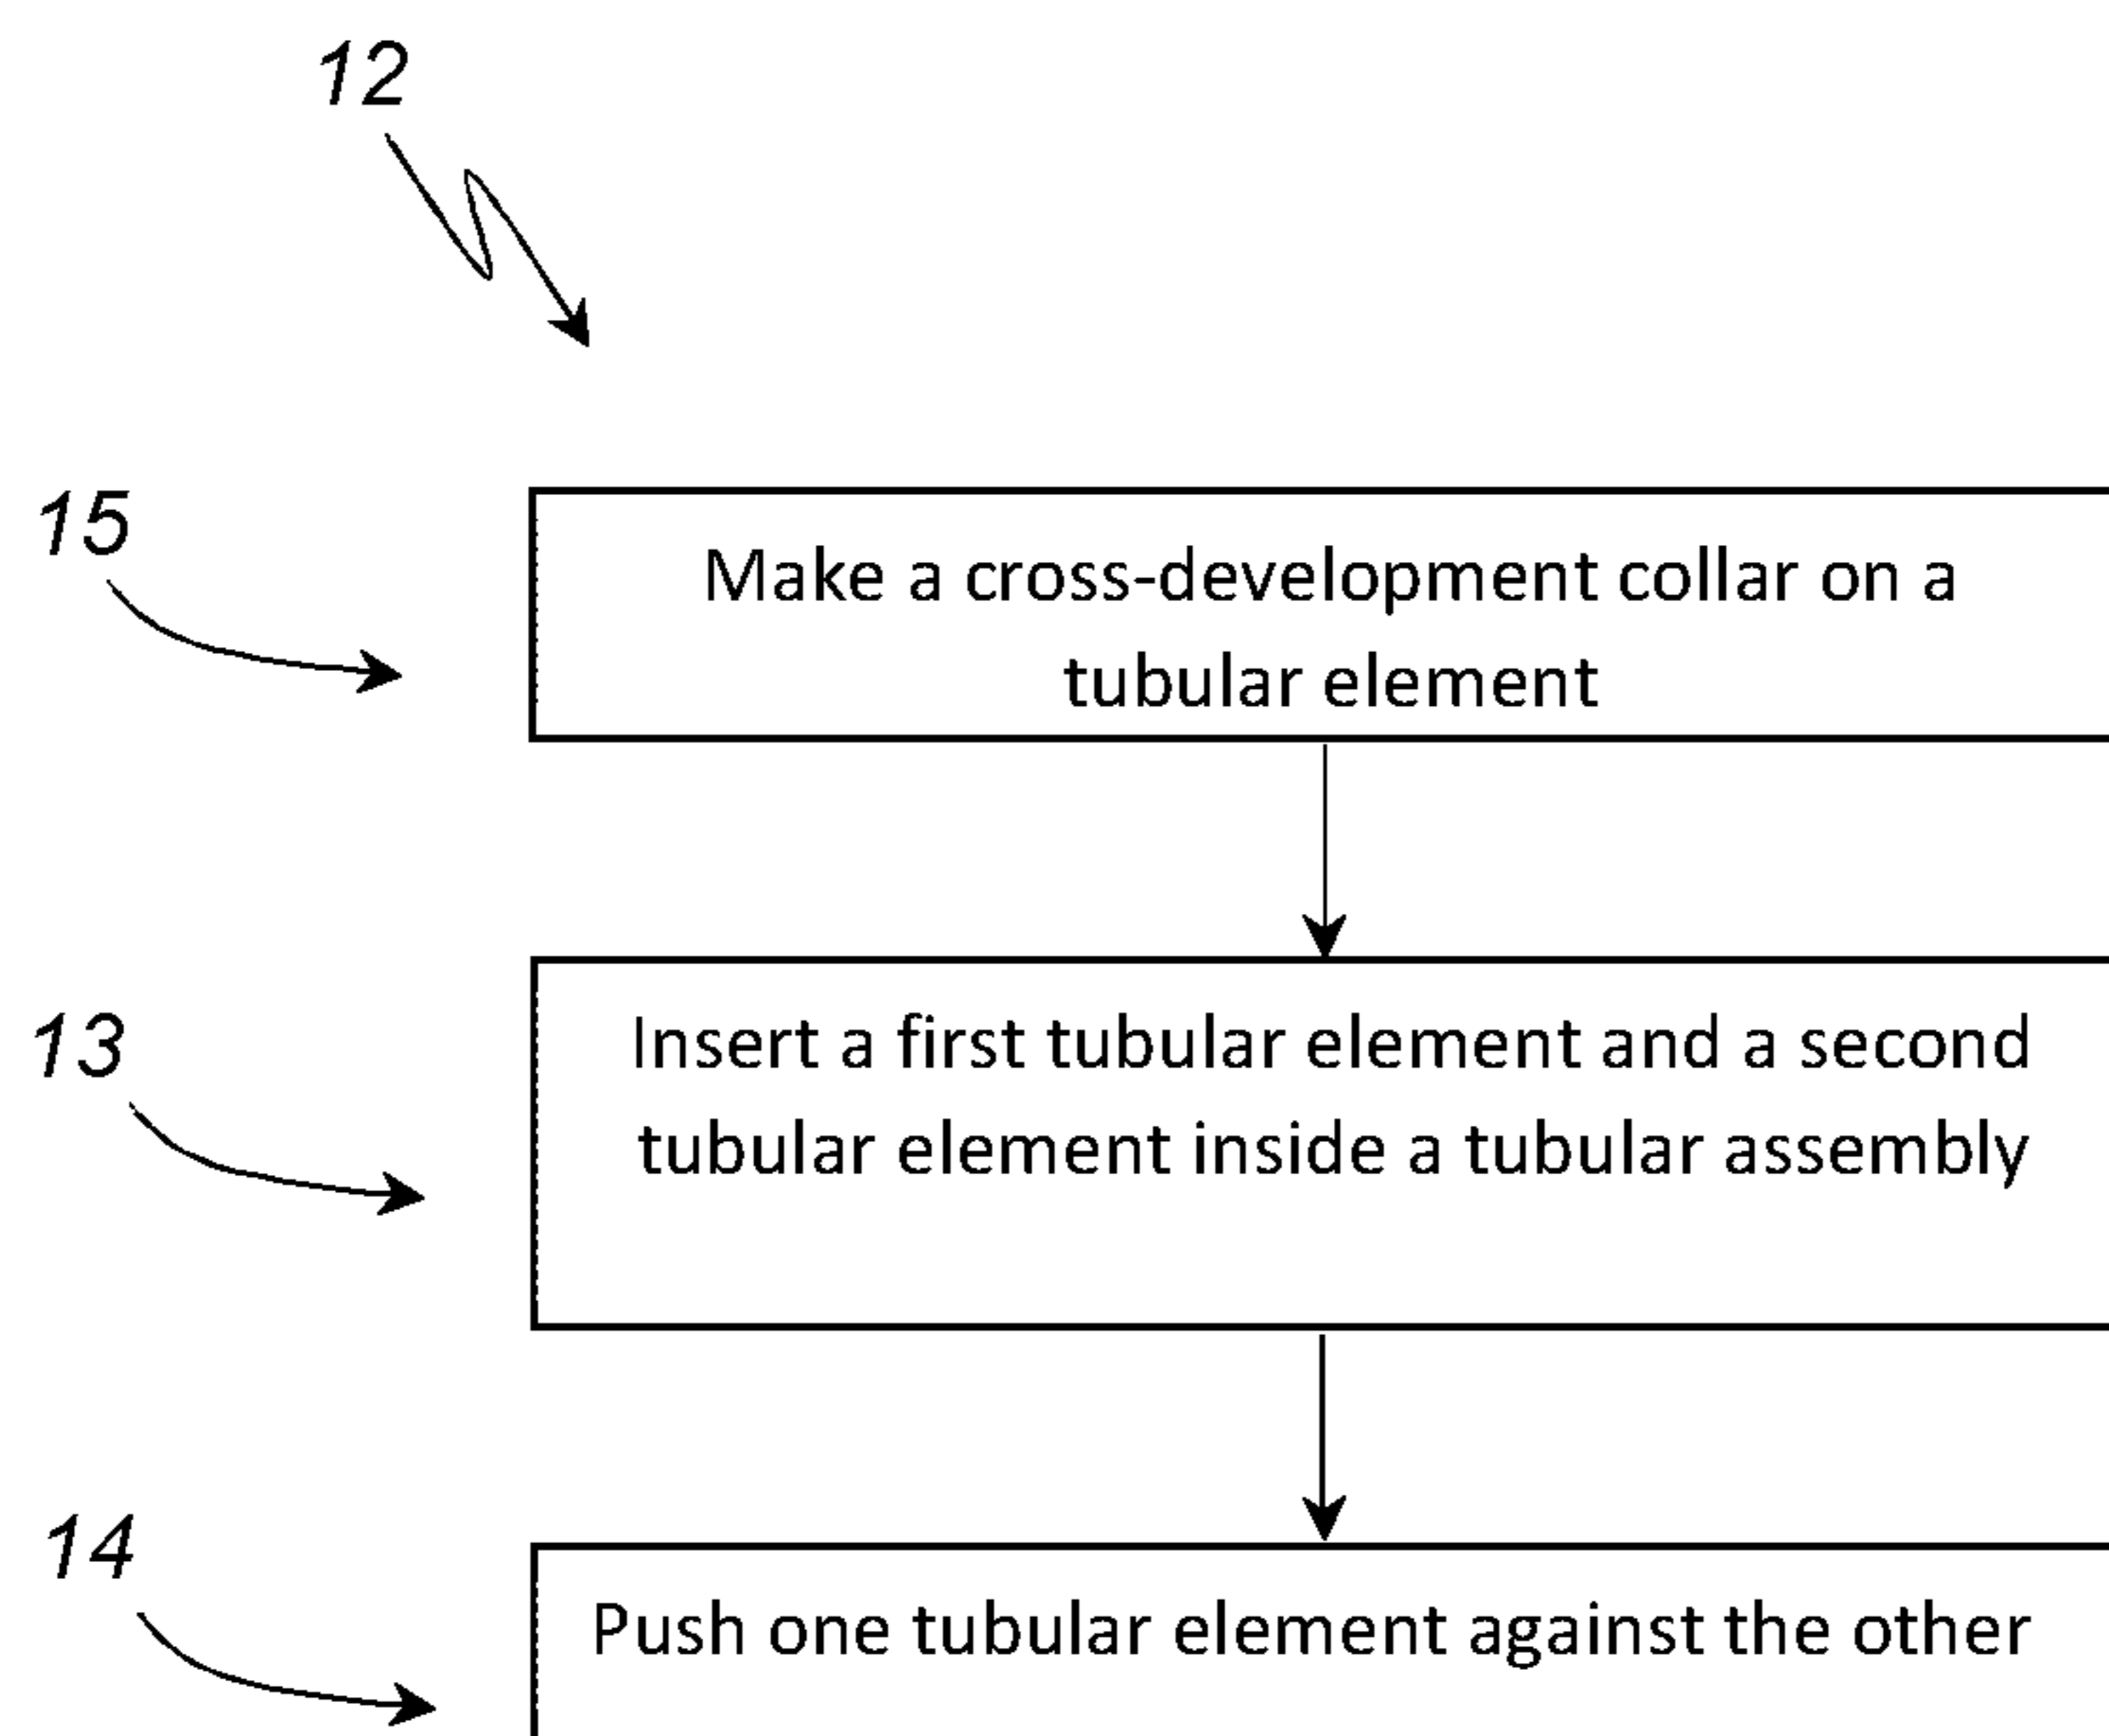 12
15
Make a cross-development collar on a
tubular element
13
Insert a first tubular element and a second
tubular element inside a tubular assembly
14
Push one tubular element against the other